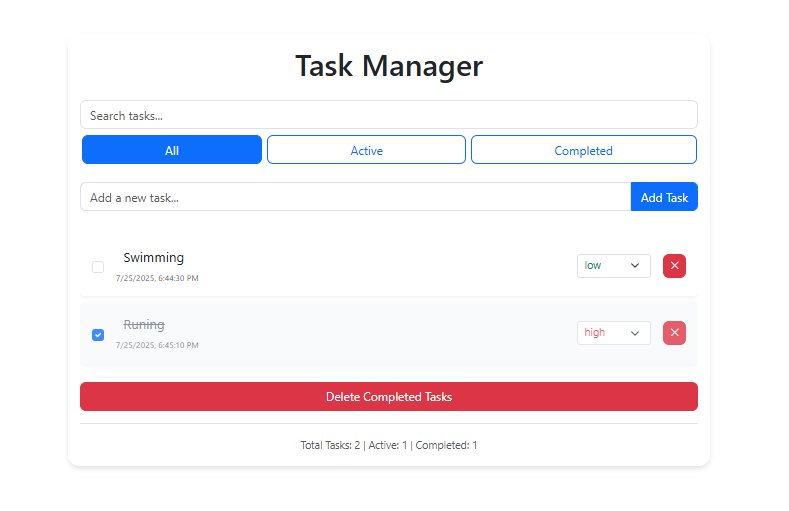 Task Manager
Search tasks...
All Active Completed
Add a new task... Add Task
Swimming
low
7/25/2025, 6:44:30 PM
Runing
high
7/25/2025, 6:45:10 PM
Delete Completed Tasks
Total Tasks: 2 | Active: 1 | Completed: 1